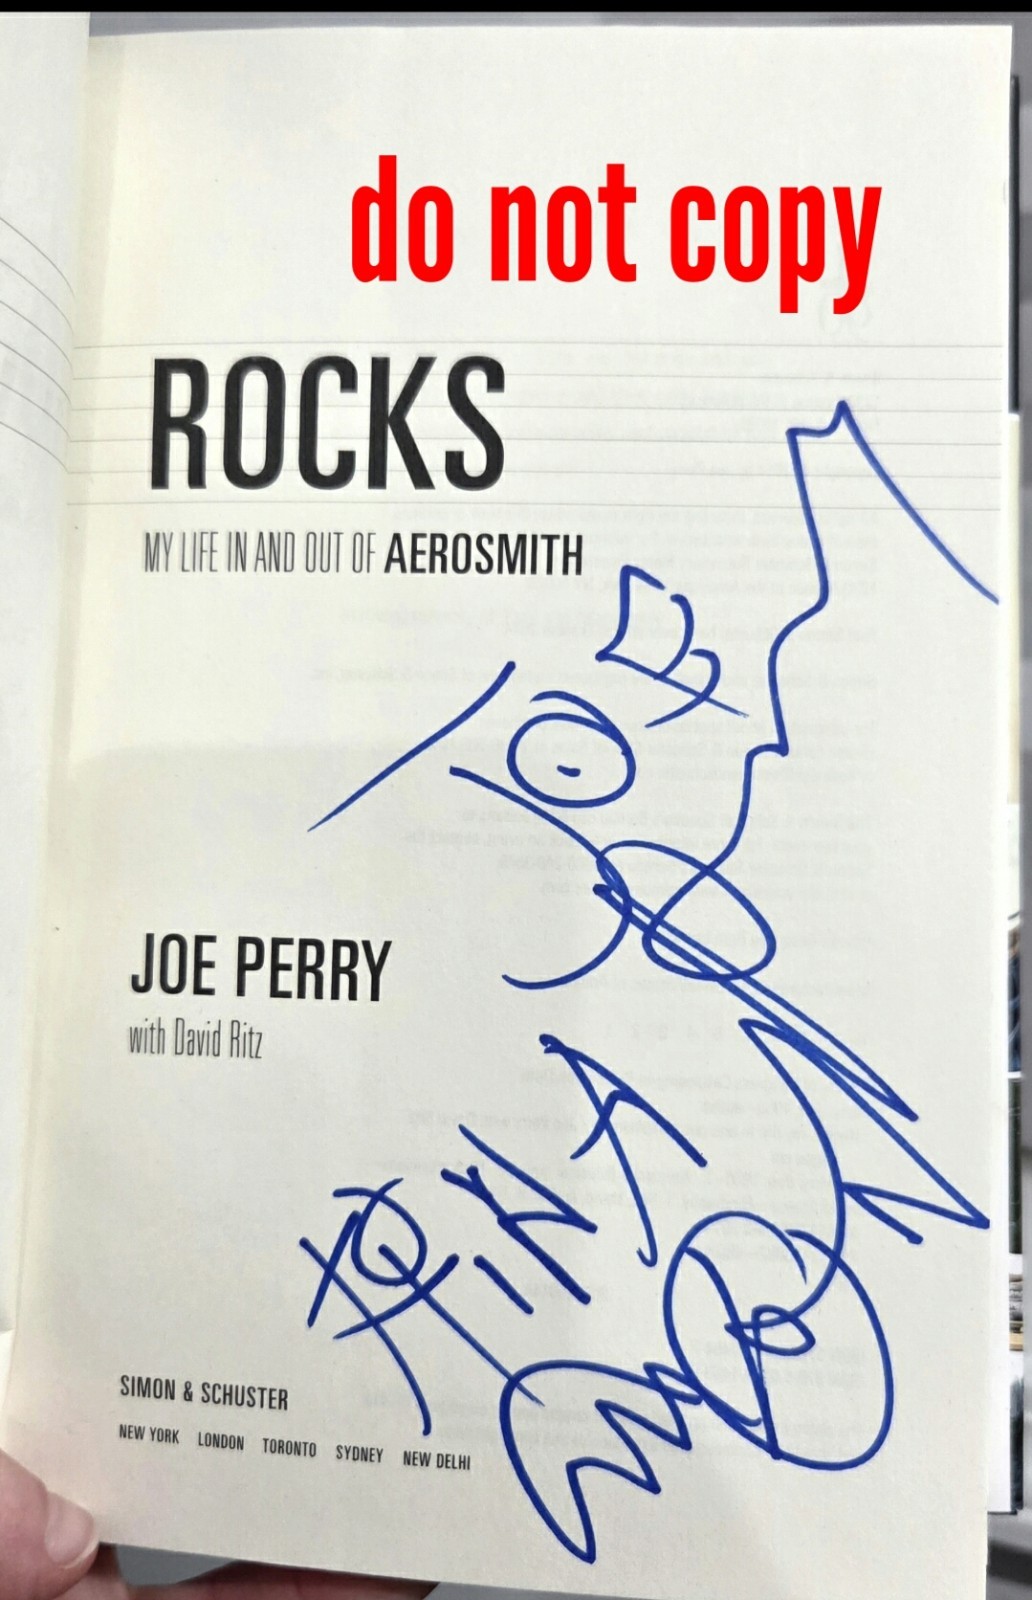 do not copy
ROCKS
MY LIFE IN AND OUT OF AEROSMITH
TO
JOE PERRY
with David Ritz
SIMON & SCHUSTER
NEW YORK LONDON TORONTO SYDNEY NEW DELHI